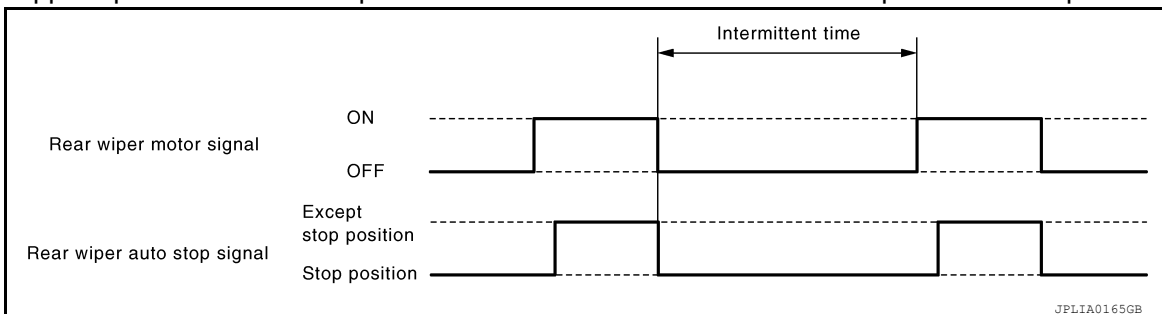 Intermittent time
ON
Rear wiper motor signal
OFF
Except
stop position
Rear wiper auto stop signal
Stop position
JPLIA0165GB